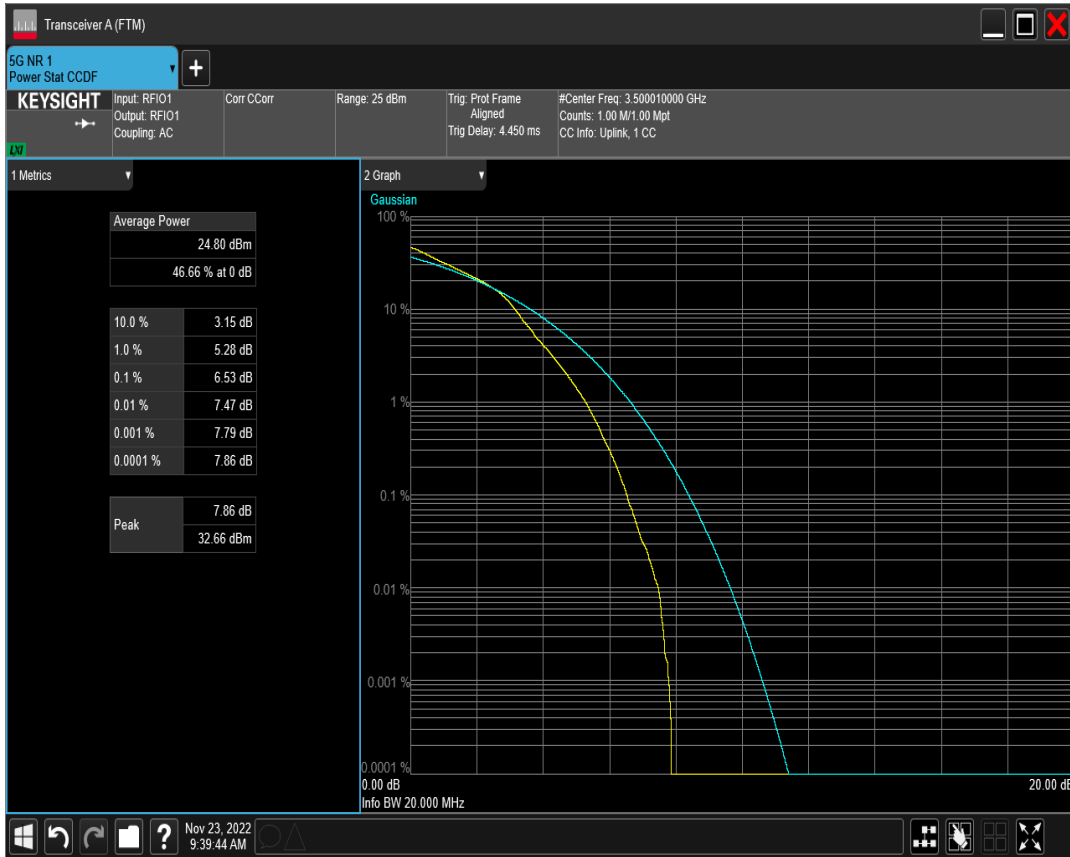 Transceiver A (FTM)
5G NR 1
Power Stat CCDF
+
KEYSIGHT
LXI
Input: RFIO1
Output: RFIO1
Coupling: AC
Corr CCorr
Range: 25 dBm
Trig: Prot Frame
Aligned
Trig Delay: 4.450 ms
#Center Freq: 3.500010000 GHz
Counts: 1.00 M/1.00 Mpt
CC Info: Uplink, 1 CC
1 Metrics
Average Power
24.80 dBm
46.66 % at 0 dB
10.0 % 3.15 dB
1.0 % 5.28 dB
0.1 % 6.53 dB
0.01 % 7.47 dB
0.001 % 7.79 dB
0.0001 % 7.86 dB
Peak
7.86 dB
32.66 dBm
2 Graph
Gaussian
100 %
10 %
1 %
0.1 %
0.01 %
0.001 %
0.0001 %
0.00 dB 20.00 dB
Info BW 20.000 MHz
?
Nov 23, 2022
9:39:44 AM